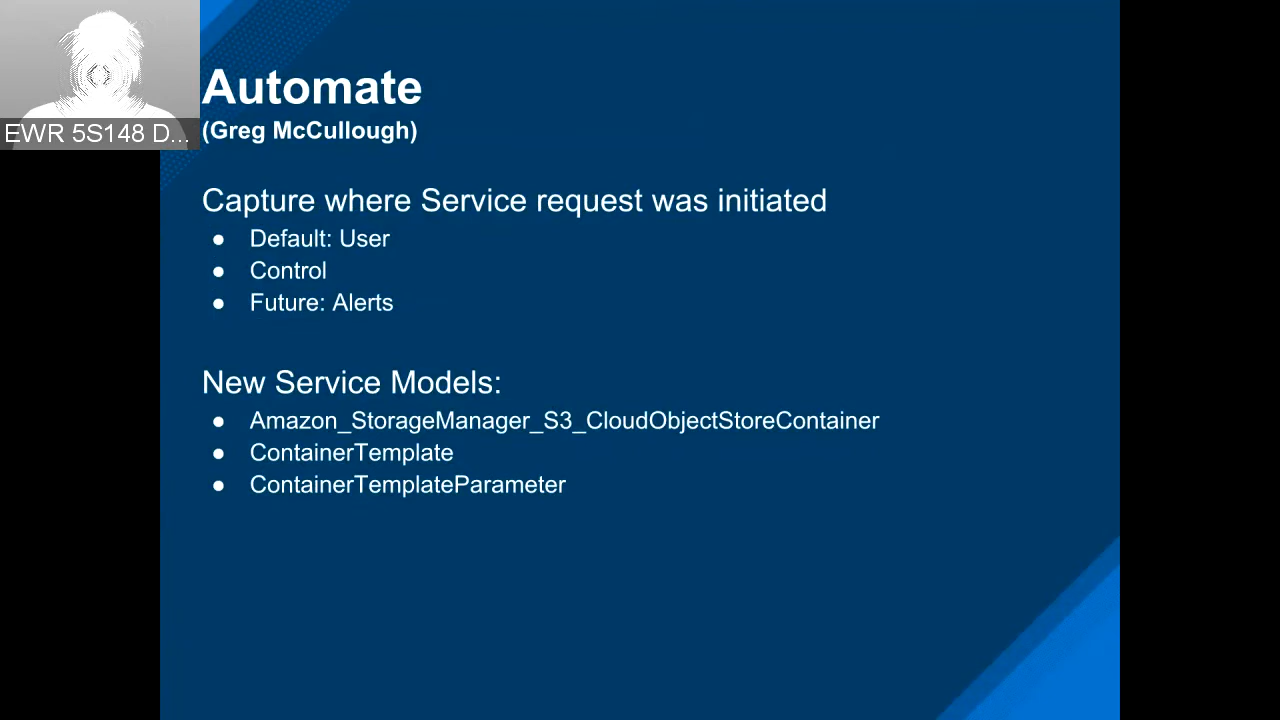 Automate
(Greg McCullough)
EWR 5S148 D...
Capture where Service request was initiated
● Default: User
● Control
● Future: Alerts
New Service Models:
● Amazon_StorageManager_S3_CloudObjectStoreContainer
● ContainerTemplate
● ContainerTemplateParameter